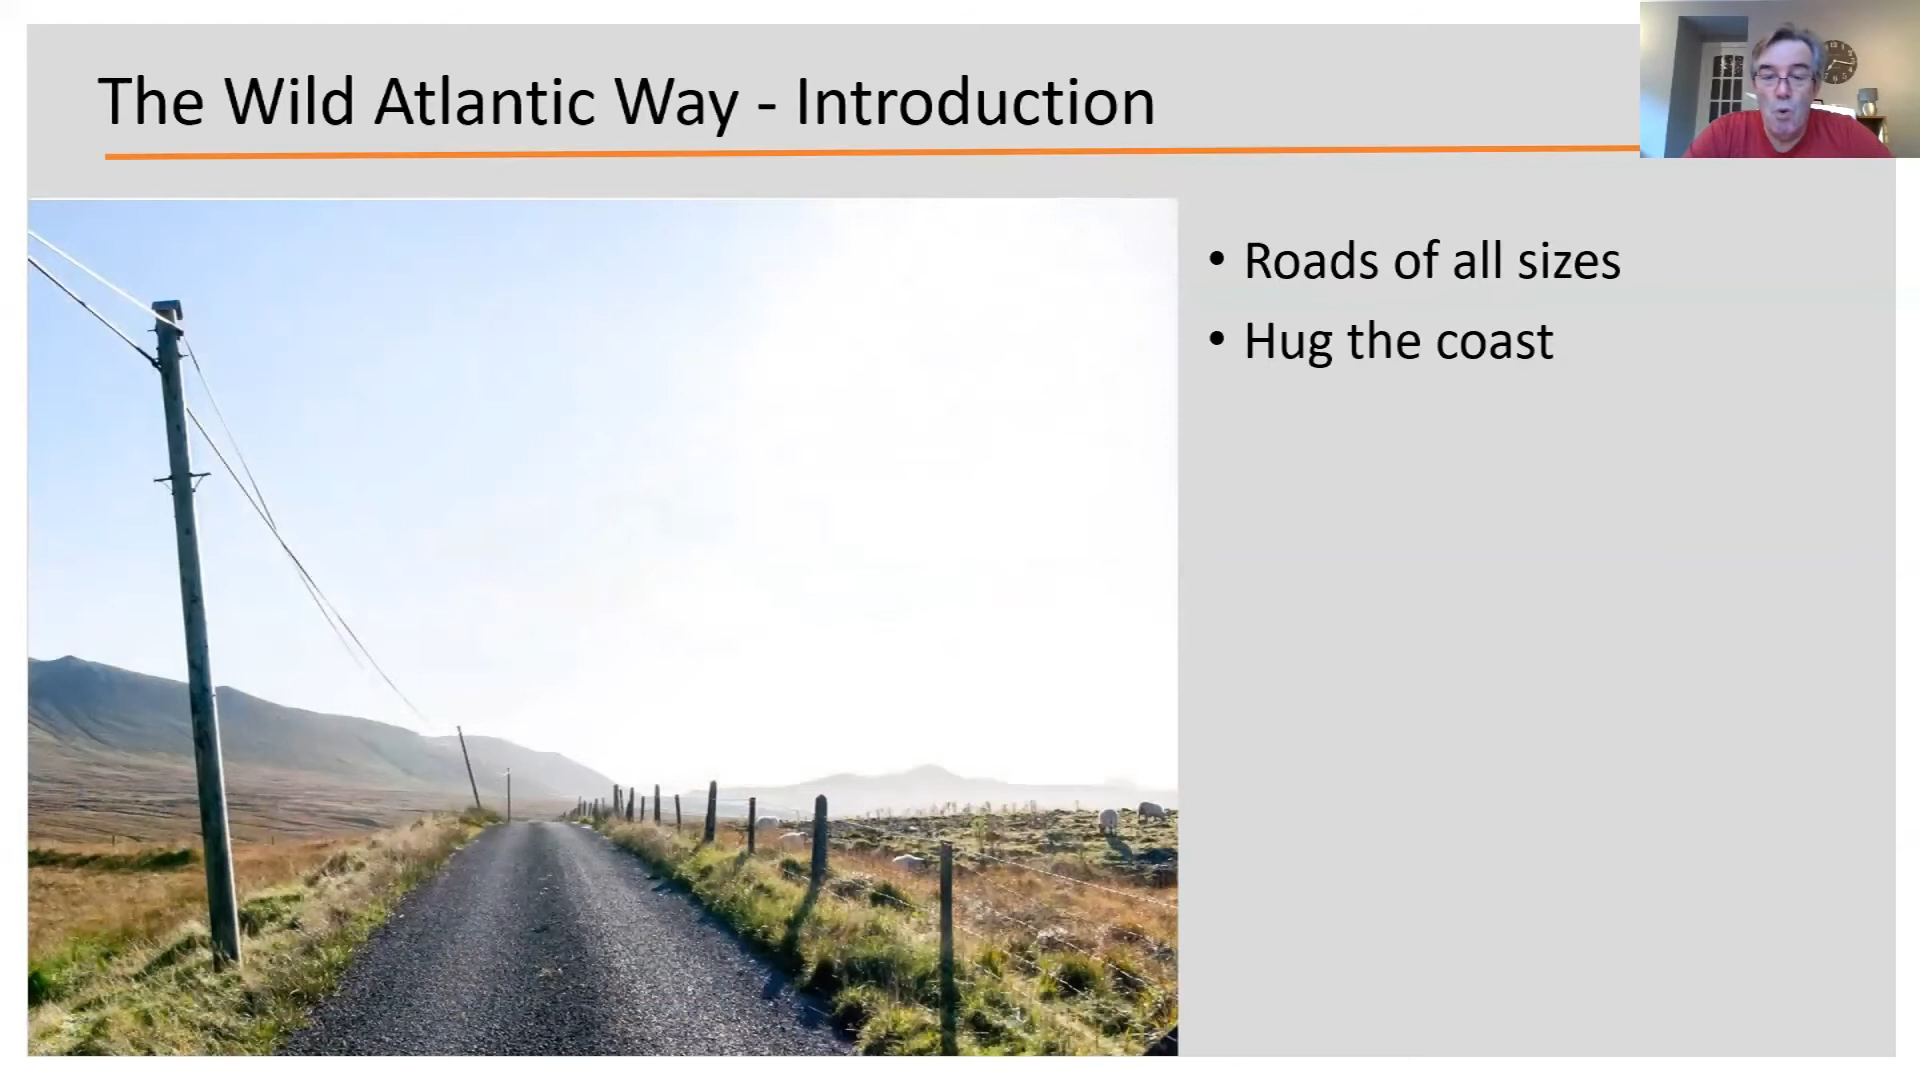 The Wild Atlantic Way - Introduction
• Roads of all sizes
• Hug the coast